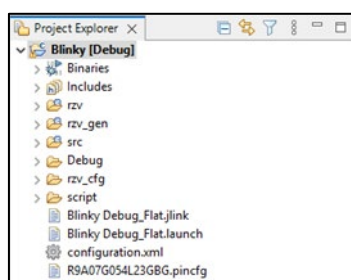 Project Explorer
Blinky [Debug]
Binaries
Includes
rzv
rzv_gen
src
Debug
rzv_cfg
script
Blinky Debug_Flat.jlink
Blinky Debug_Flat.launch
configuration.xml
R9A07G054L23GBG.pincfg